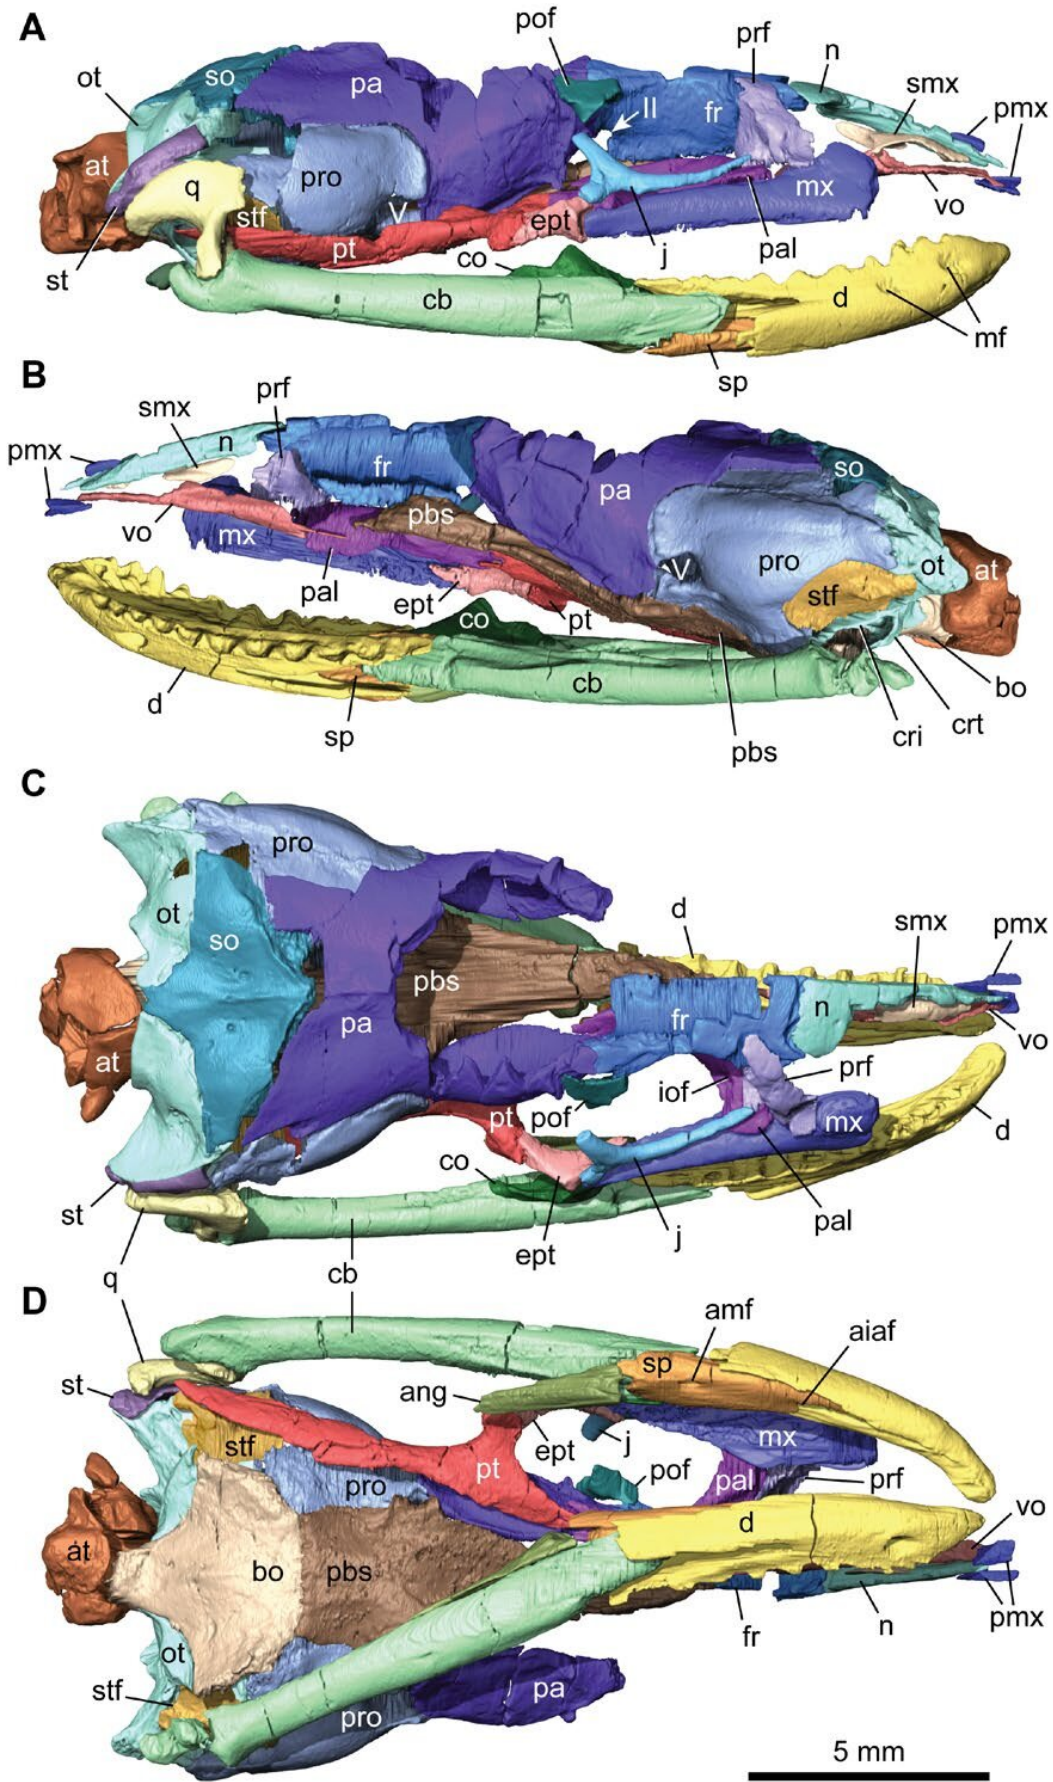 A
pof
prf
n
so
pa
smx
ot
II
fr
pmx
at
pro
mx
q
V
stf
vo
ept
pt
st
co
j
pal
cb
d
mf
sp
B
prf
smx
pmx
n
fr
so
pa
pbs
vo
mx
V
pro
ot
at
pal
stf
ept
co
pt
bo
d
cb
crt
sp
cri
pbs
C
pro
d
ot
smx
pmx
so
pbs
pa
fr
n
vo
at
iof
prf
pt
pof
mx
d
co
st
pal
j
ept
q
cb
D
amf
aiaf
sp
st
ang
stf
ept
j
mx
pt
pof
pro
pal
prf
vo
d
at
bo
pbs
n
pmx
fr
ot
stf
pa
pro
5 mm